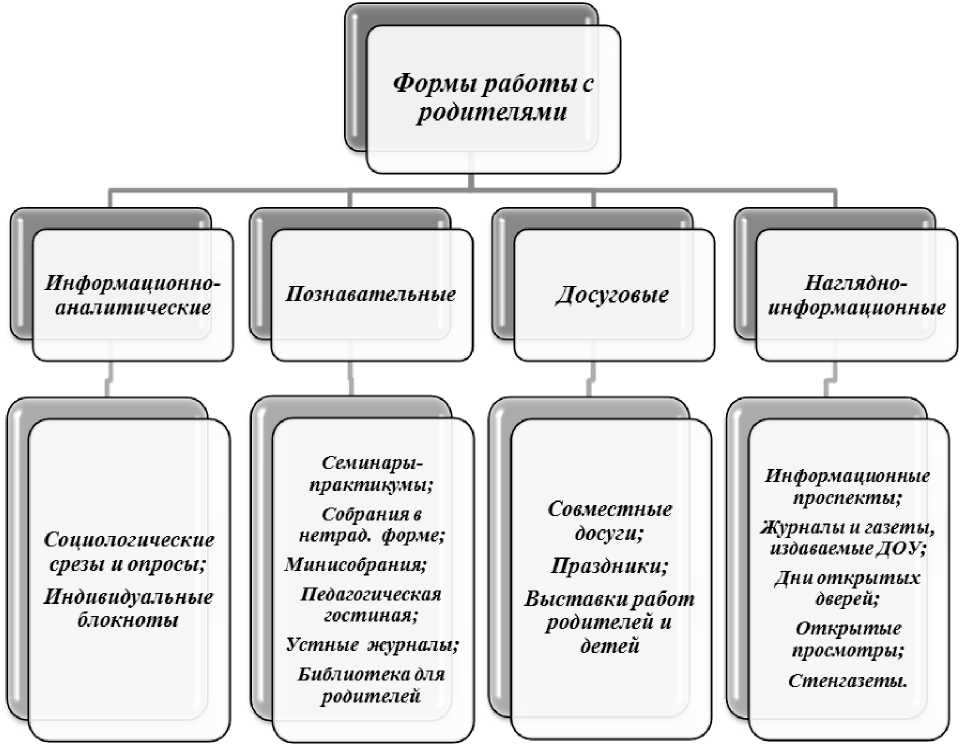 Формы работы с
родителями
Информационно-
аналитические
Познавательные
Досуговые
Наглядно-
информационные
Социологические
срезы и опросы;
Индивидуальные
блокноты
Семинары-
практикумы;
Собрания в
нетрад. форме;
Минисобрания;
Педагогическая
гостиная;
Устные журналы;
Библиотека для
родителей
Совместные
досуги;
Праздники;
Выставки работ
родителей и
детей
Информационные
проспекты;
Журналы и газеты,
издаваемые ДОУ;
Дни открытых
дверей;
Открытые
просмотры;
Стенгазеты.